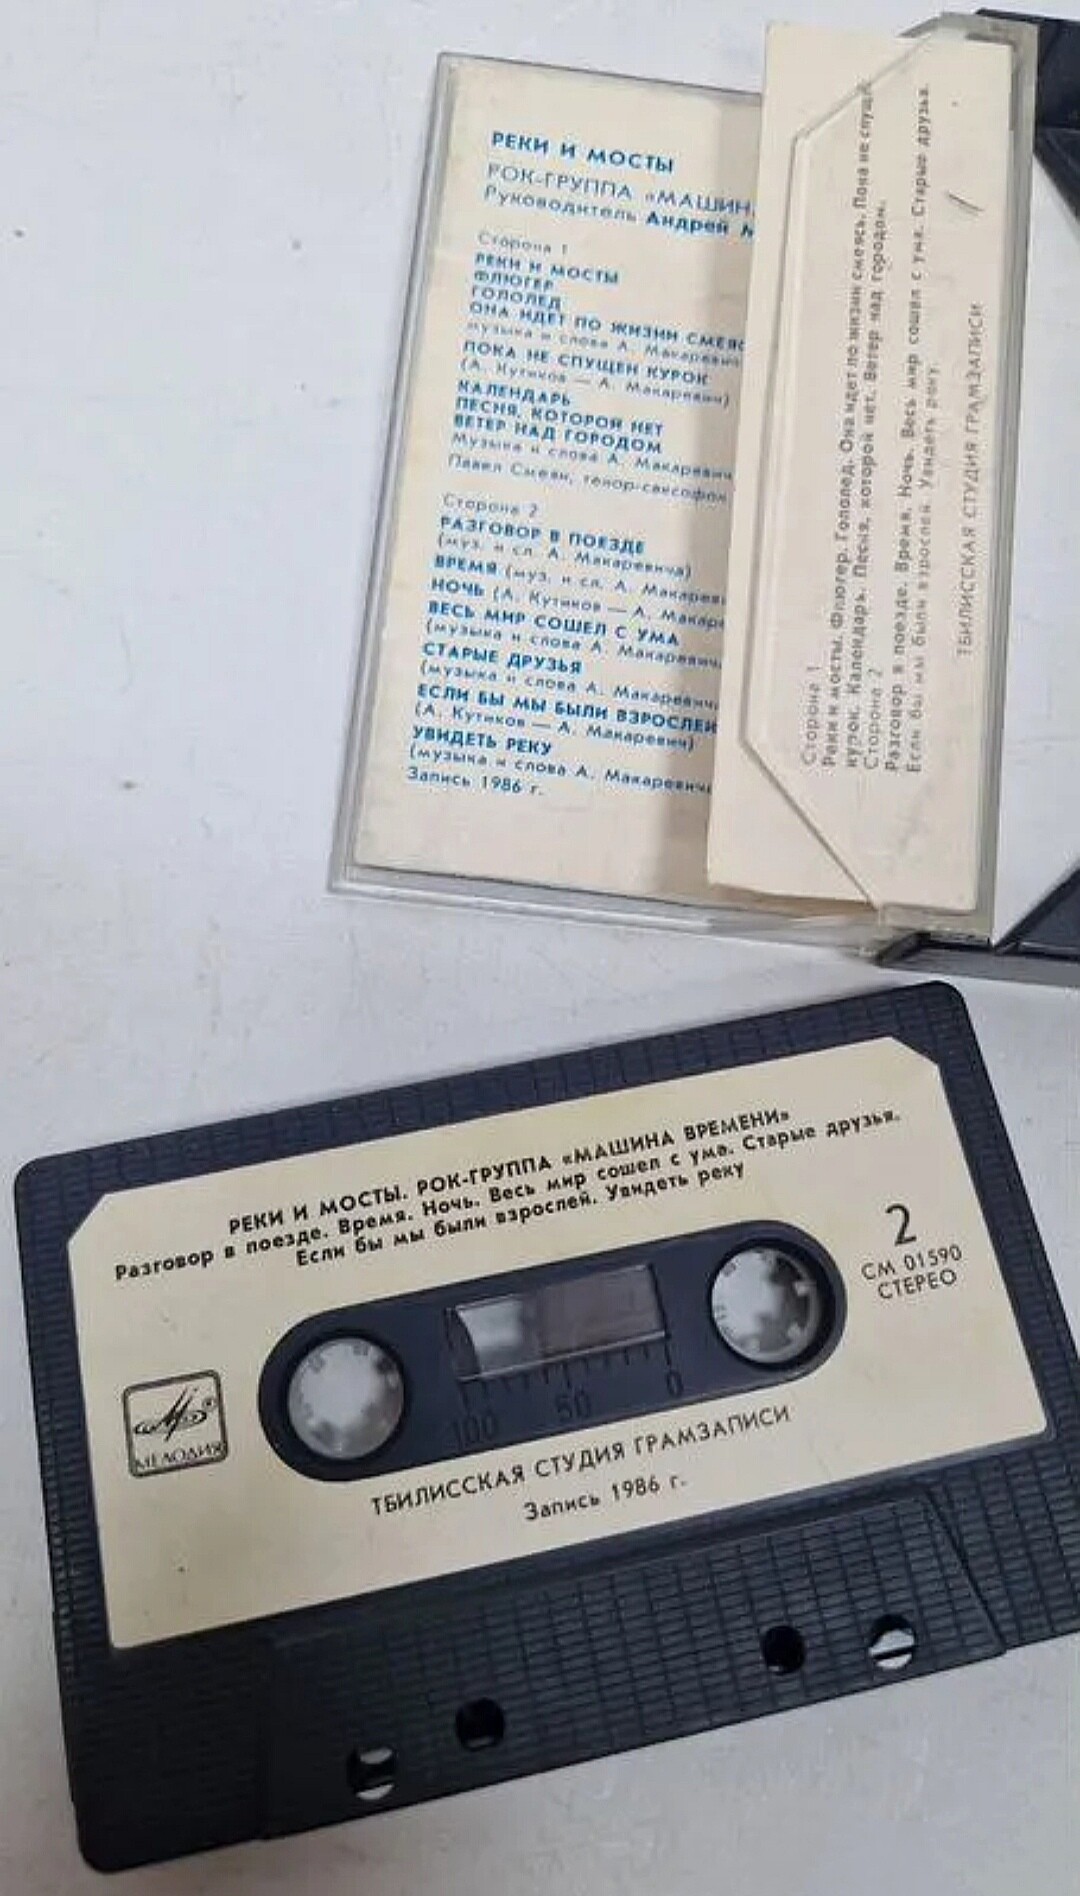 РЕКИ И МОСТЫ
РОК-ГРУППА «МАШИН
Руководитель Андрей М
Сторона 1
РЕКИ И МОСТЫ
ФЛЮГЕР
ГОЛОЛЕД
ОНА ИДЕТ ПО ЖИЗНИ СМЕЯС
музыка и слова А. Макаревич
ПОКА НЕ СПУЩЕН КУРОК
(А. Кутиков — А. Макаревич)
КАЛЕНДАРЬ
ПЕСНЯ, КОТОРОЙ НЕТ
ВЕТЕР НАД ГОРОДОМ
Музыка и слова А. Макаревич
Павел Смеян, тенор-саксофон
Сторона 2
РАЗГОВОР В ПОЕЗДЕ
(муз. и сл. А. Макаревича)
ВРЕМЯ (муз. и сл. А. Макарев
НОЧЬ (А. Кутиков — А. Макаре
ВЕСЬ МИР СОШЕЛ С УМА
(музыка и слова А. Макаревич
СТАРЫЕ ДРУЗЬЯ
(музыка и слова А. Макаревич
ЕСЛИ БЫ МЫ БЫЛИ ВЗРОСЛЕЙ
(А. Кутиков — А. Макаревич)
УВИДЕТЬ РЕКУ
(музыка и слова А. Макаревича
Запись 1986 г.
Сторона 1
Реки и мосты. Флюгер. Гололед. Она идет по жизни смеясь. Пока не спущен
курок. Календарь. Песня, которой нет. Ветер над городом.
Сторона 2
Разговор в поезде. Время. Ночь. Весь мир сошел с ума. Старые друзья.
Если бы мы были взрослей. Увидеть реку.
ТБИЛИССКАЯ СТУДИЯ ГРАМЗАПИСИ
РЕКИ И МОСТЫ. РОК-ГРУППА «МАШИНА ВРЕМЕНИ»
Разговор в поезде. Время. Ночь. Весь мир сошел с ума. Старые друзья.
Если бы мы были взрослей. Увидеть реку
2
СМ 01590
СТЕРЕО
МЕЛОДИЯ
100 50 0
ТБИЛИССКАЯ СТУДИЯ ГРАМЗАПИСИ
Запись 1986 г.